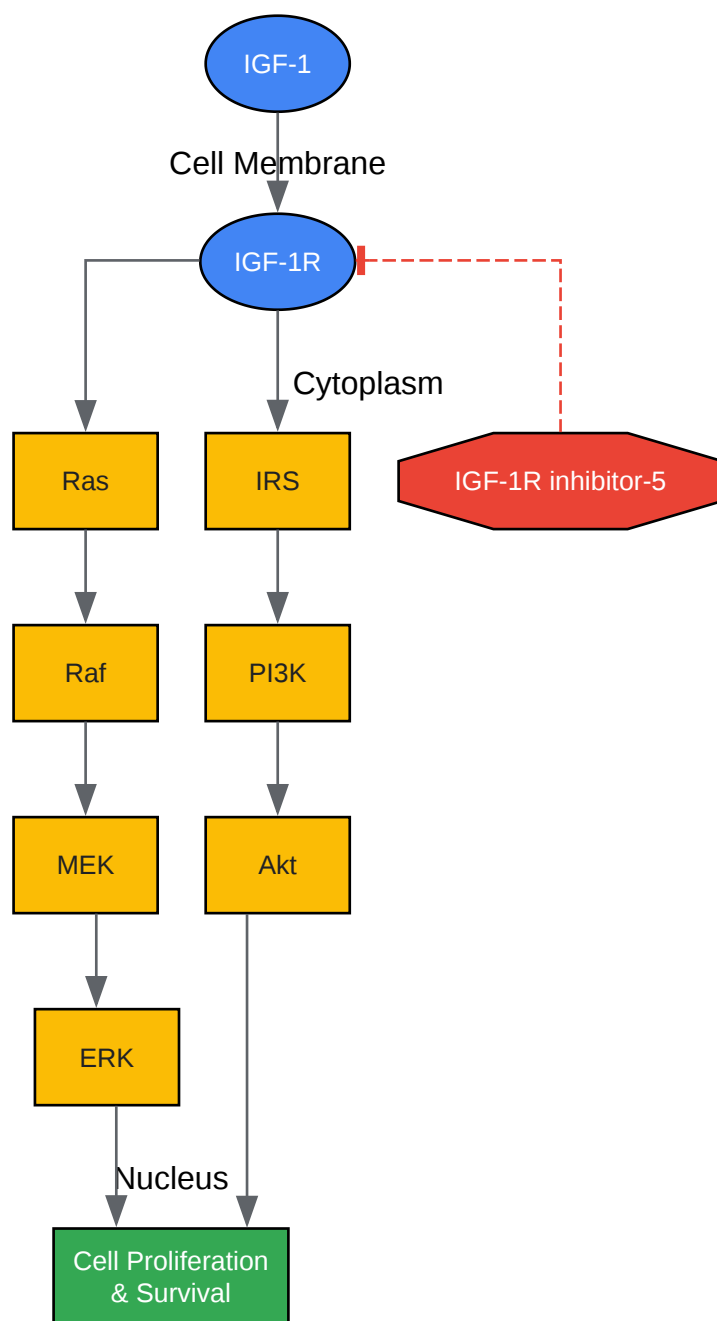 IGF-1
Cell Membrane
IGF-1R
Cytoplasm
Ras
IRS
IGF-1R inhibitor-5
Raf
PI3K
MEK
Akt
ERK
Nucleus
Cell Proliferation
& Survival